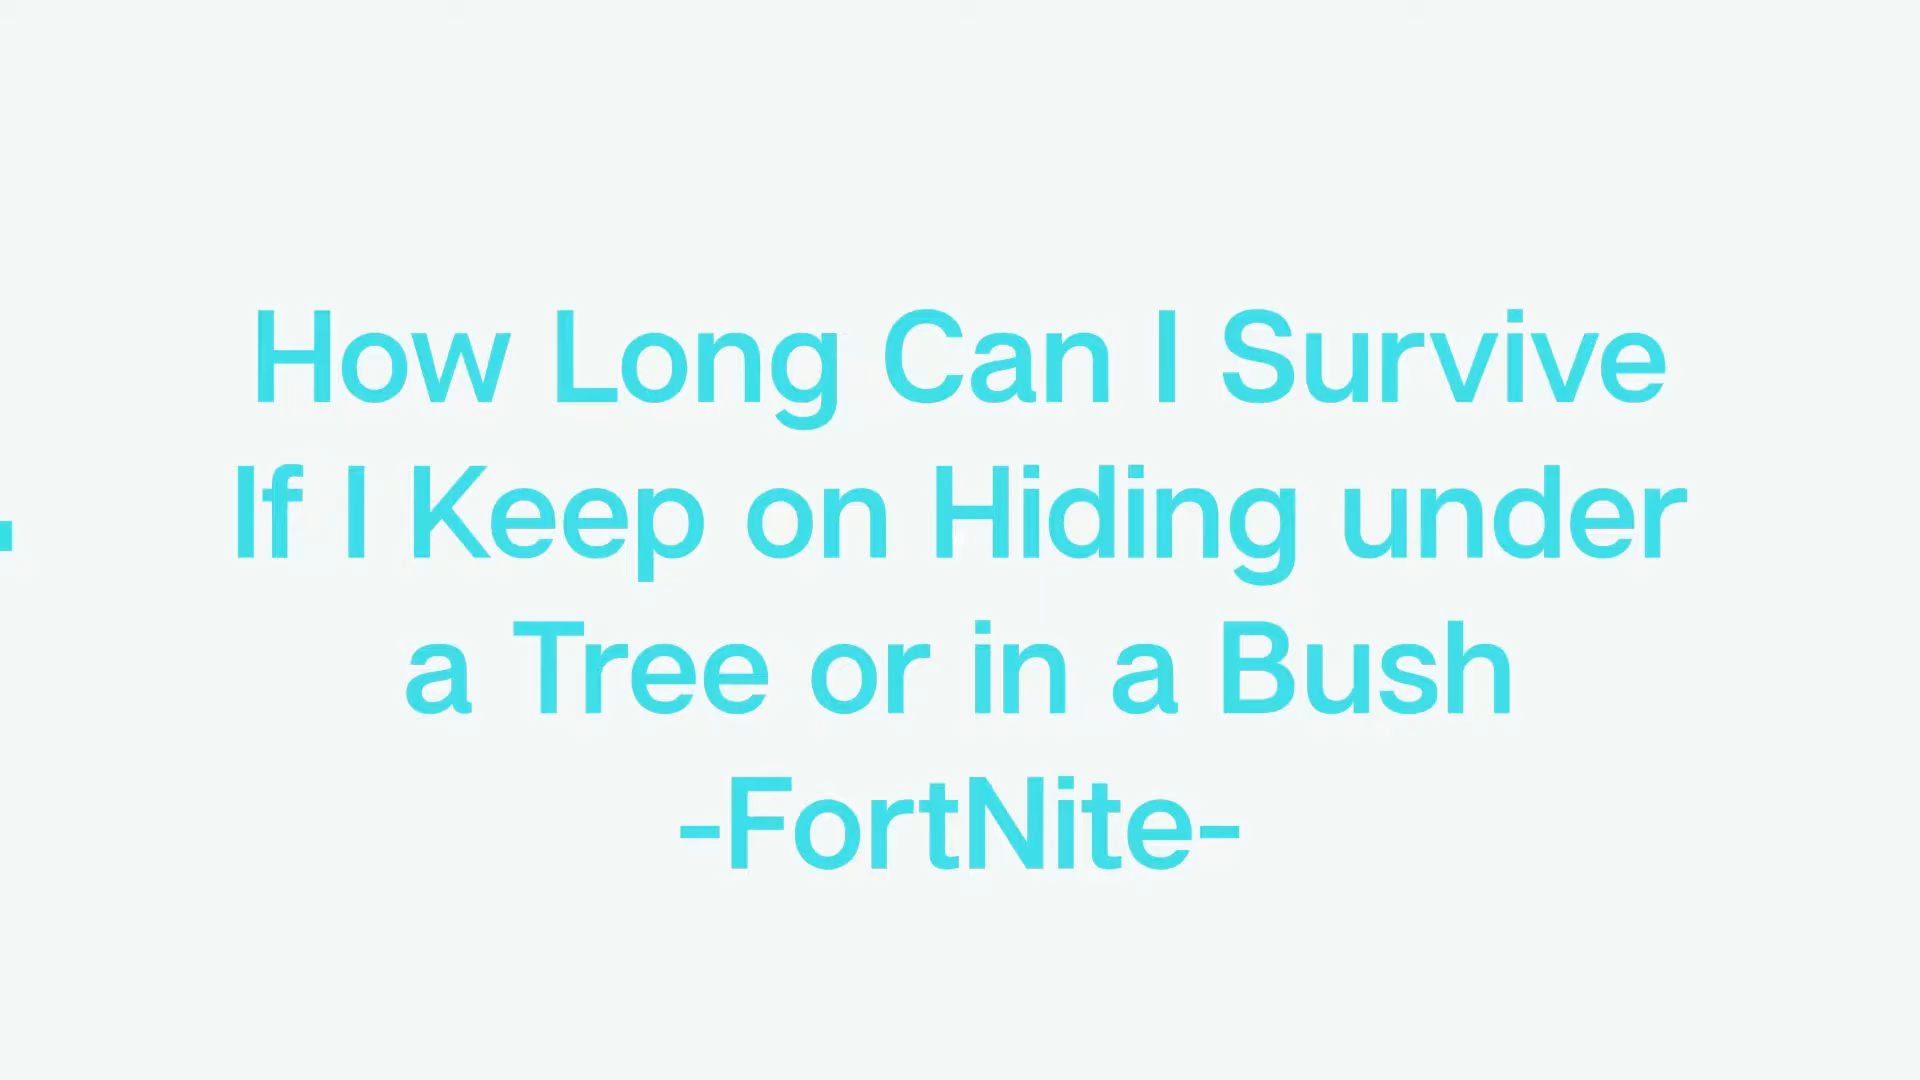 How Long Can I Survive
If I Keep on Hiding under
a Tree or in a Bush
-FortNite-